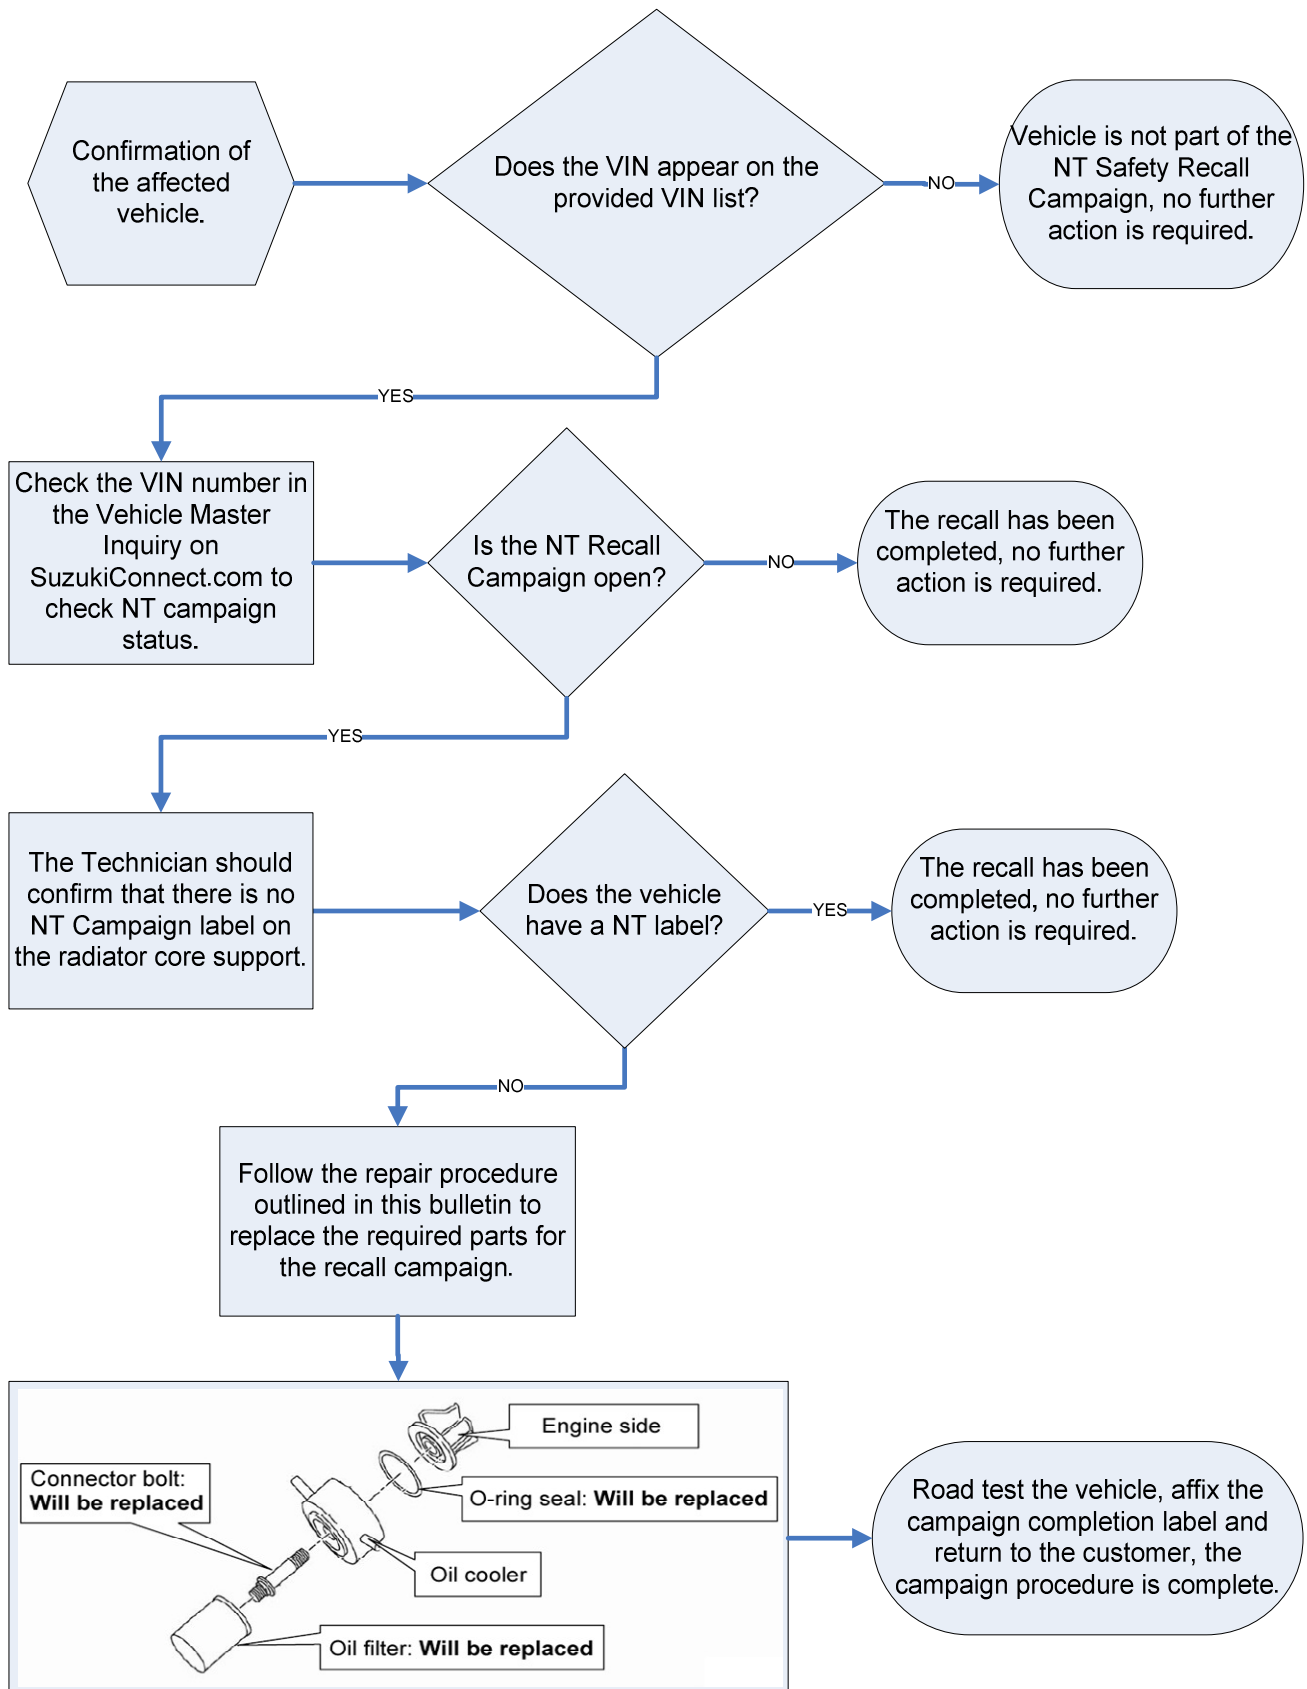 Confirmation of
the affected
vehicle.
Does the VIN appear on the
provided VIN list?
NO
Vehicle is not part of the
NT Safety Recall
Campaign, no further
action is required.
YES
Check the VIN number in
the Vehicle Master
Inquiry on
SuzukiConnect.com to
check NT campaign
status.
Is the NT Recall
Campaign open?
NO
The recall has been
completed, no further
action is required.
YES
The Technician should
confirm that there is no
NT Campaign label on
the radiator core support.
Does the vehicle
have a NT label?
YES
The recall has been
completed, no further
action is required.
NO
Follow the repair procedure
outlined in this bulletin to
replace the required parts for
the recall campaign.
Engine side
Connector bolt:
Will be replaced
O-ring seal: Will be replaced
Oil cooler
Oil filter: Will be replaced
Road test the vehicle, affix the
campaign completion label and
return to the customer, the
campaign procedure is complete.